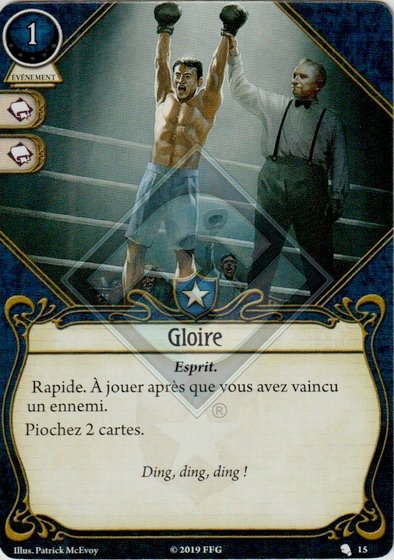 1
ÉVÉNEMENT
Gloire
Esprit.
Rapide. À jouer après que vous avez vaincu
un ennemi.
Piochez 2 cartes.
®
Ding, ding, ding !
Illus. Patrick McEvoy
© 2019 FFG
15